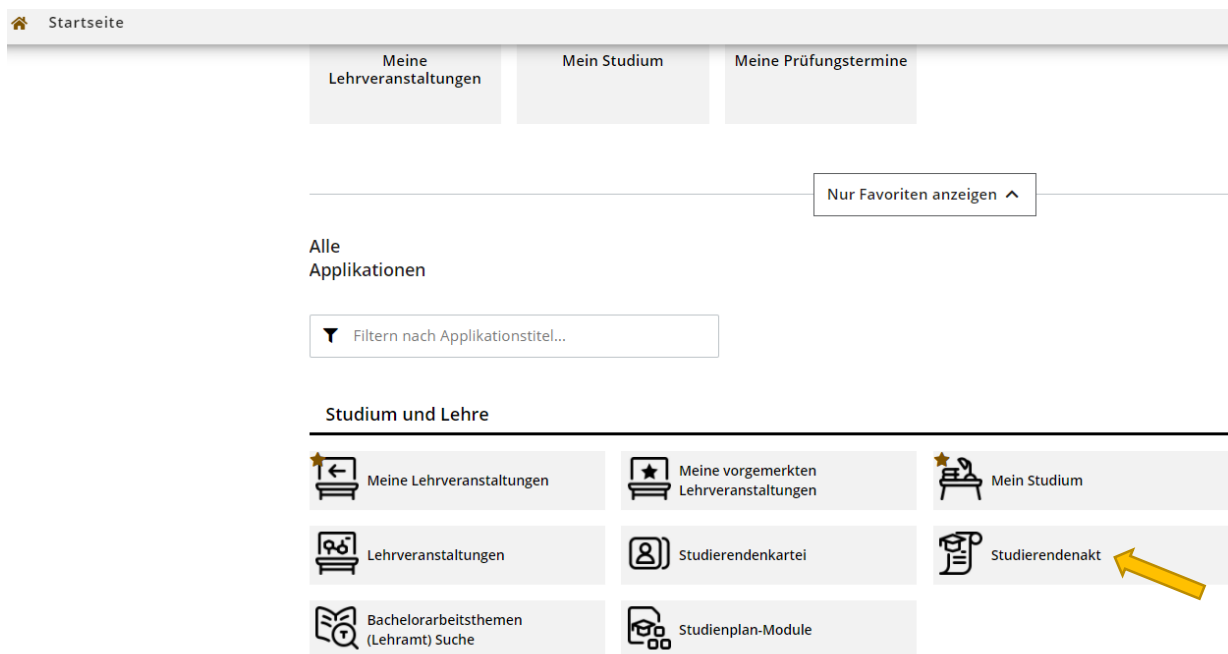 Startseite
Meine
Lehrveranstaltungen
Mein Studium
Meine Prüfungstermine
Nur Favoriten anzeigen
Alle
Applikationen
Filtern nach Applikationstitel...
Studium und Lehre
Meine Lehrveranstaltungen
Meine vorgemerkten
Lehrveranstaltungen
Mein Studium
Lehrveranstaltungen
Studierendenkartei
Studierendenakt
Bachelorarbeitsthemen
(Lehramt) Suche
Studienplan-Module